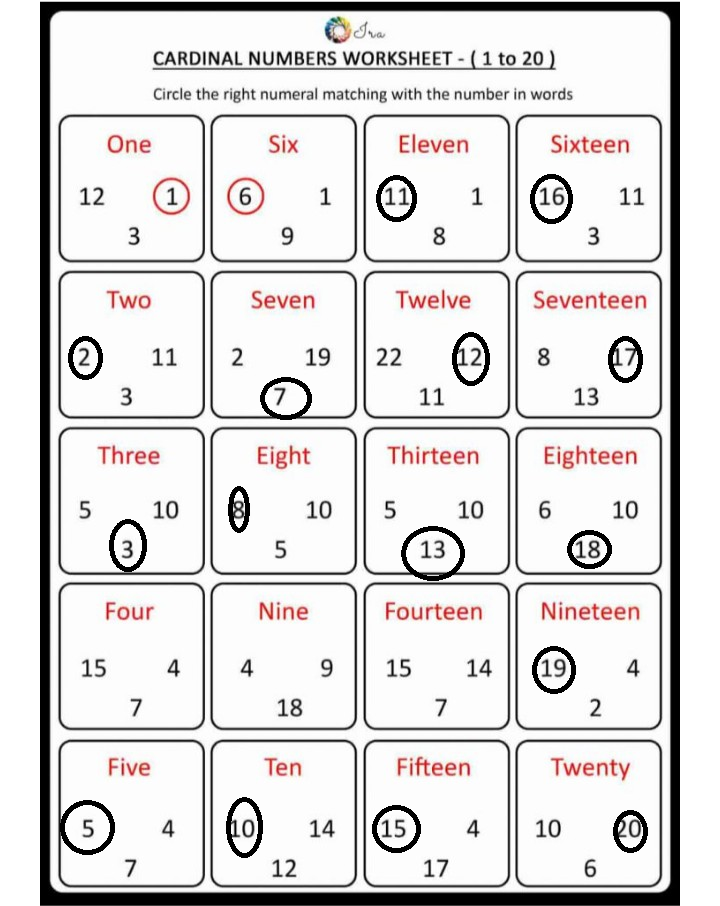 Ira
CARDINAL NUMBERS WORKSHEET - ( 1 to 20 )
Circle the right numeral matching with the number in words
One Six Eleven Sixteen
12 1 6 1 11 1 16 11
3 9 8 3
Two Seven Twelve Seventeen
2 11 2 19 22 12 8 17
3 7 11 13
Three Eight Thirteen Eighteen
5 10 8 10 5 10 6 10
3 5 13 18
Four Nine Fourteen Nineteen
15 4 4 9 15 14 19 4
7 18 7 2
Five Ten Fifteen Twenty
5 4 10 14 15 4 10 20
7 12 17 6